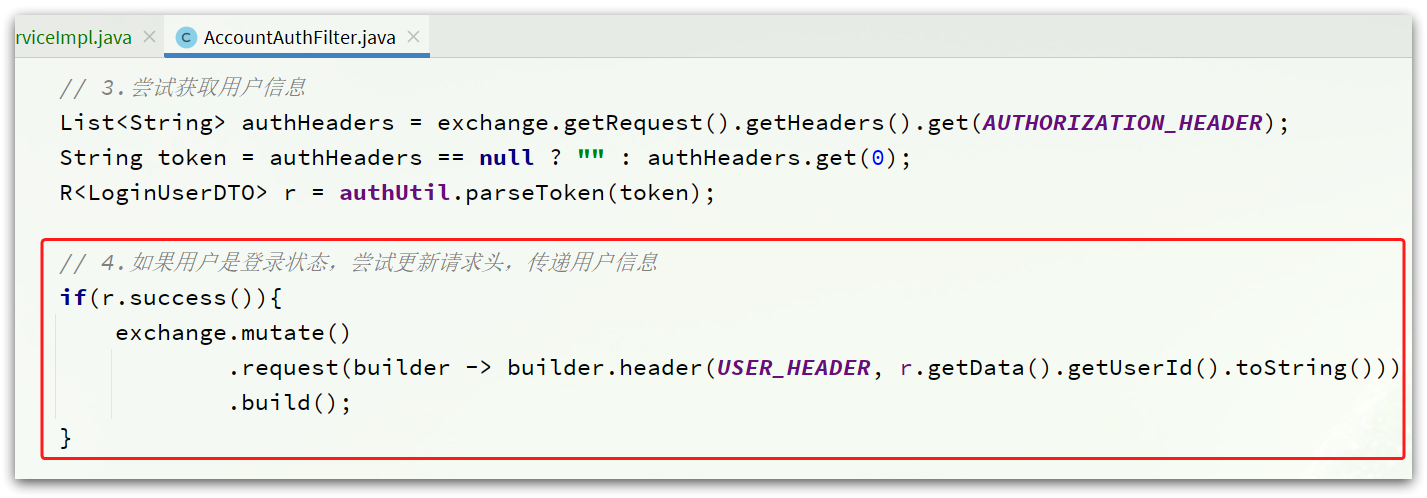 rviceImpl.java × C AccountAuthFilter.java ×
// 3.尝试获取用户信息
List<String> authHeaders = exchange.getRequest().getHeaders().get(AUTHORIZATION_HEADER);
String token = authHeaders == null ? "" : authHeaders.get(0);
R<LoginUserDTO> r = authUtil.parseToken(token);
// 4.如果用户是登录状态，尝试更新请求头，传递用户信息
if(r.success()){
exchange.mutate()
.request(builder -> builder.header(USER_HEADER, r.getData().getUserId().toString()))
.build();
}